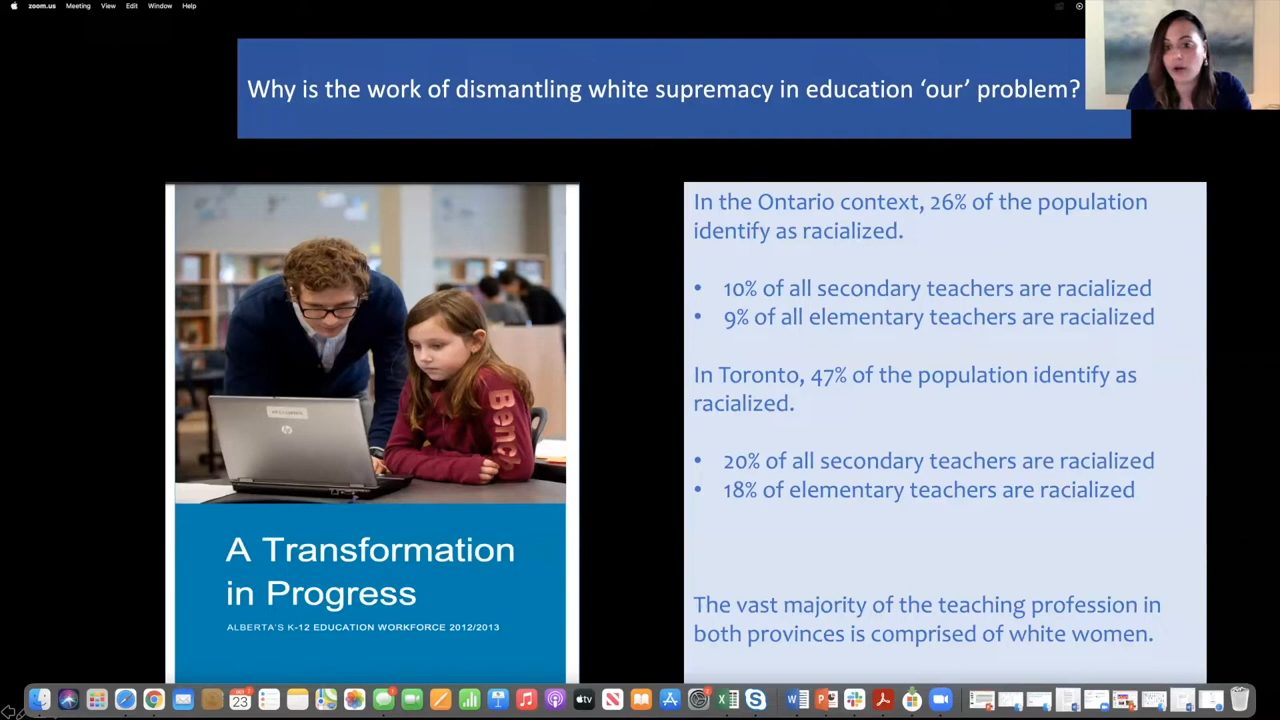 zoom.us Meeting View Edit Window Help
Why is the work of dismantling white supremacy in education ‘our’ problem?
In the Ontario context, 26% of the population
identify as racialized.
• 10% of all secondary teachers are racialized
• 9% of all elementary teachers are racialized
In Toronto, 47% of the population identify as
racialized.
• 20% of all secondary teachers are racialized
• 18% of elementary teachers are racialized
The vast majority of the teaching profession in
both provinces is comprised of white women.
Bench
hp
A Transformation
in Progress
ALBERTA'S K-12 EDUCATION WORKFORCE 2012/2013
23
tv